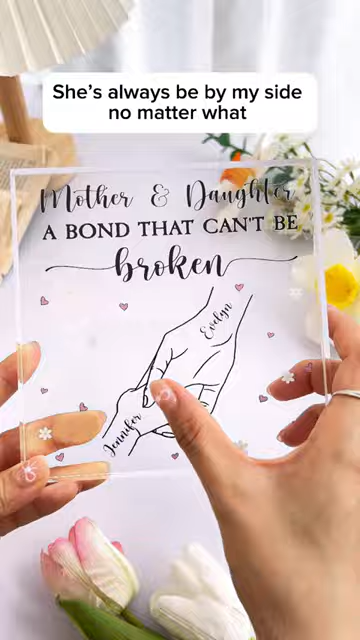 She's always be by my side
no matter what
Mother & Daughter
A BOND THAT CAN'T BE
broken
Evelyn
Jennifer